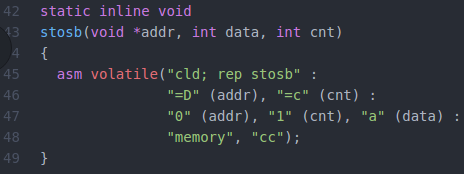 42 static inline void
43 stosb(void *addr, int data, int cnt)
44 {
45   asm volatile("cld; rep stosb" :
46                "=D" (addr), "=c" (cnt) :
47                "0" (addr), "1" (cnt), "a" (data) :
48                "memory", "cc");
49 }